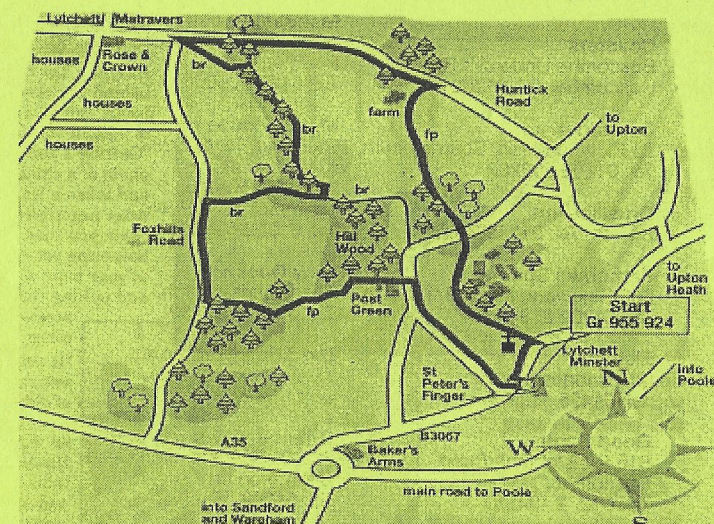 Lytchett Matravers
houses
Rose &
Crown
br
houses
houses
farm
Huntick
Road
to
Upton
fp
br
br
br
Foxhills
Road
Hill
Wood
Post
Green
fp
to
Upton
Heath
Start
Gr 955 924
Lytchett
Minster
N
into
Poole
St
Peter's
Finger
B3067
A35
Baker's
Arms
W
main road to Poole
into Sandford
and Wareham
S